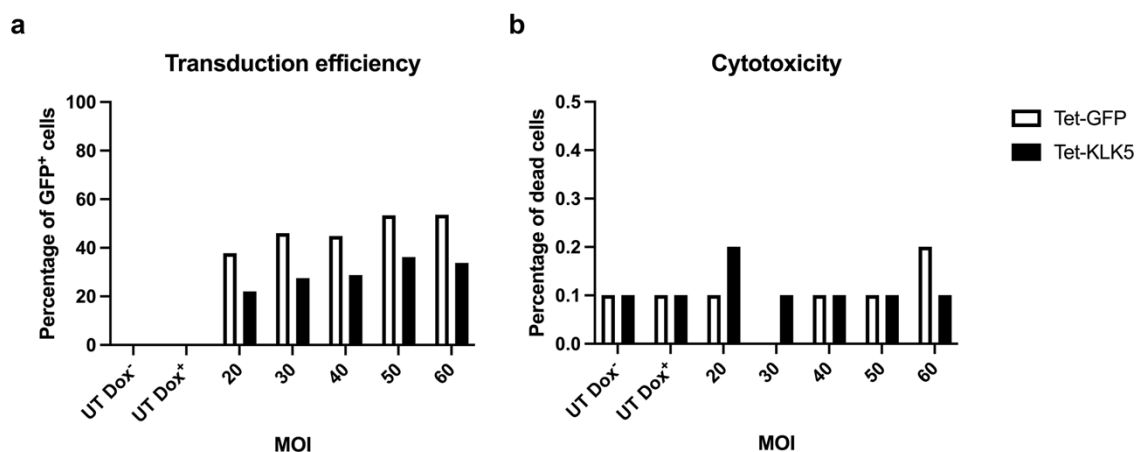 a
Transduction efficiency
Percentage of GFP⁺ cells
100
80
60
40
20
0
UT Dox⁻
UT Dox⁺
20
30
40
50
60
MOI
b
Cytotoxicity
Percentage of dead cells
0.5
0.4
0.3
0.2
0.1
0.0
UT Dox⁻
UT Dox⁺
20
30
40
50
60
MOI
Tet-GFP
Tet-KLK5